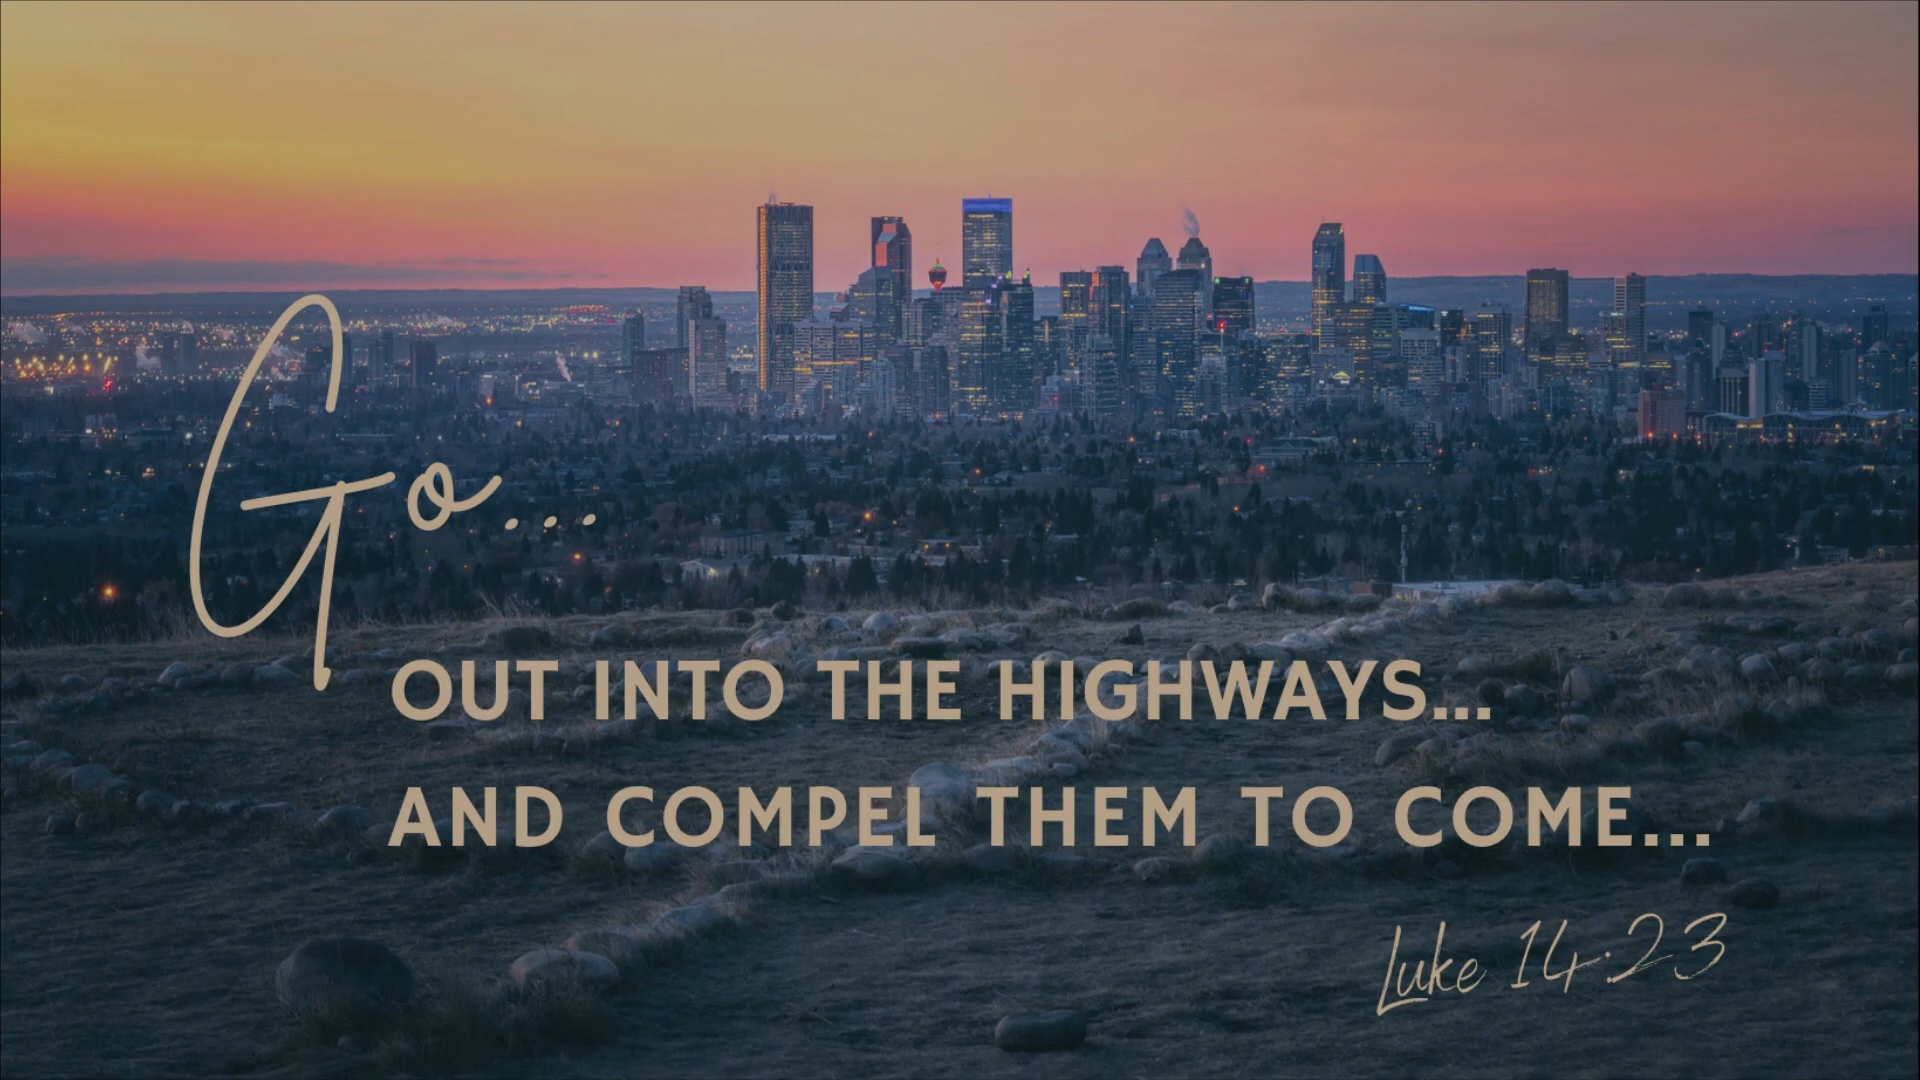 Go...
OUT INTO THE HIGHWAYS...
AND COMPEL THEM TO COME...
Luke 14:23